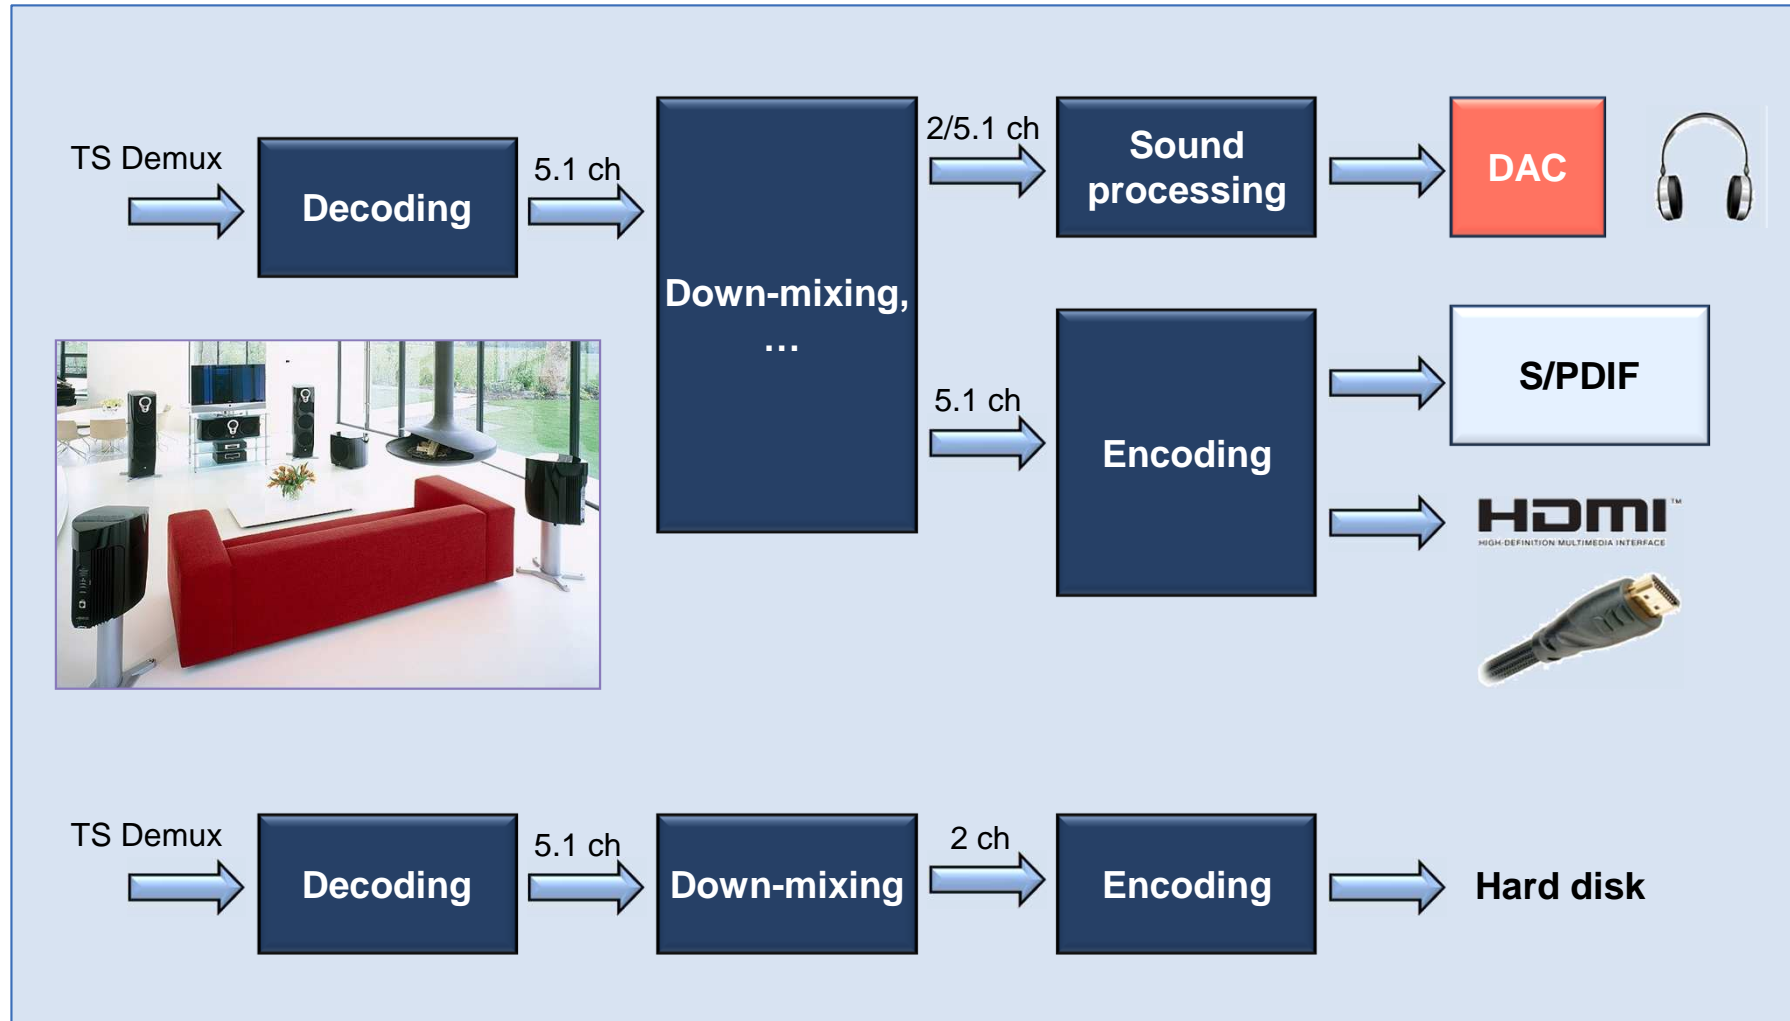 TS Demux
Decoding
5.1 ch
Down-mixing,
...
2/5.1 ch
Sound
processing
DAC
5.1 ch
Encoding
S/PDIF
HDMI™
HIGH-DEFINITION MULTIMEDIA INTERFACE
TS Demux
Decoding
5.1 ch
Down-mixing
2 ch
Encoding
Hard disk